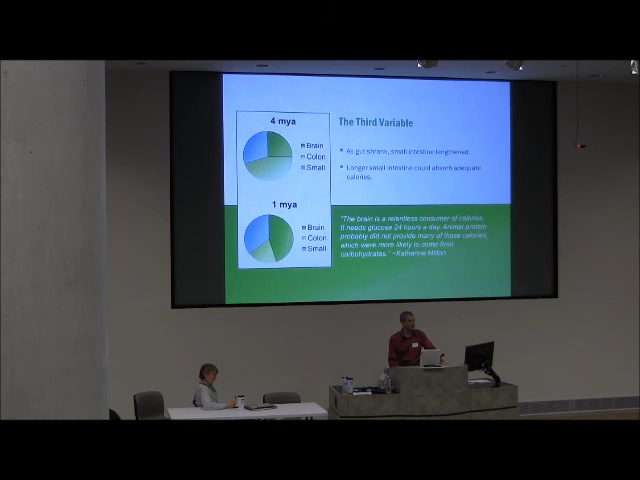 4 mya
Brain
Colon
Small
1 mya
Brain
Colon
Small
The Third Variable
As gut shrank, small intestine lengthened.
Longer small intestine could absorb adequate
calories.
"The brain is a relentless consumer of calories.
It needs glucose 24 hours a day. Animal protein
probably did not provide many of those calories,
which were more likely to come from
carbohydrates." ~Katharine Milton